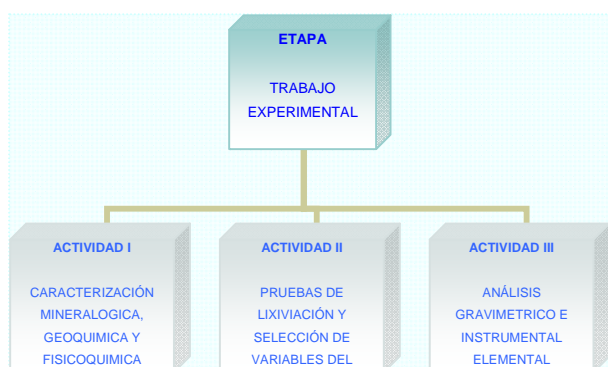 ETAPA
TRABAJO
EXPERIMENTAL
ACTIVIDAD I
CARACTERIZACIÓN
MINERALOGICA,
GEOQUIMICA Y
FISICOQUIMICA
ACTIVIDAD II
PRUEBAS DE
LIXIVIACIÓN Y
SELECCIÓN DE
VARIABLES DEL
ACTIVIDAD III
ANÁLISIS
GRAVIMETRICO E
INSTRUMENTAL
ELEMENTAL